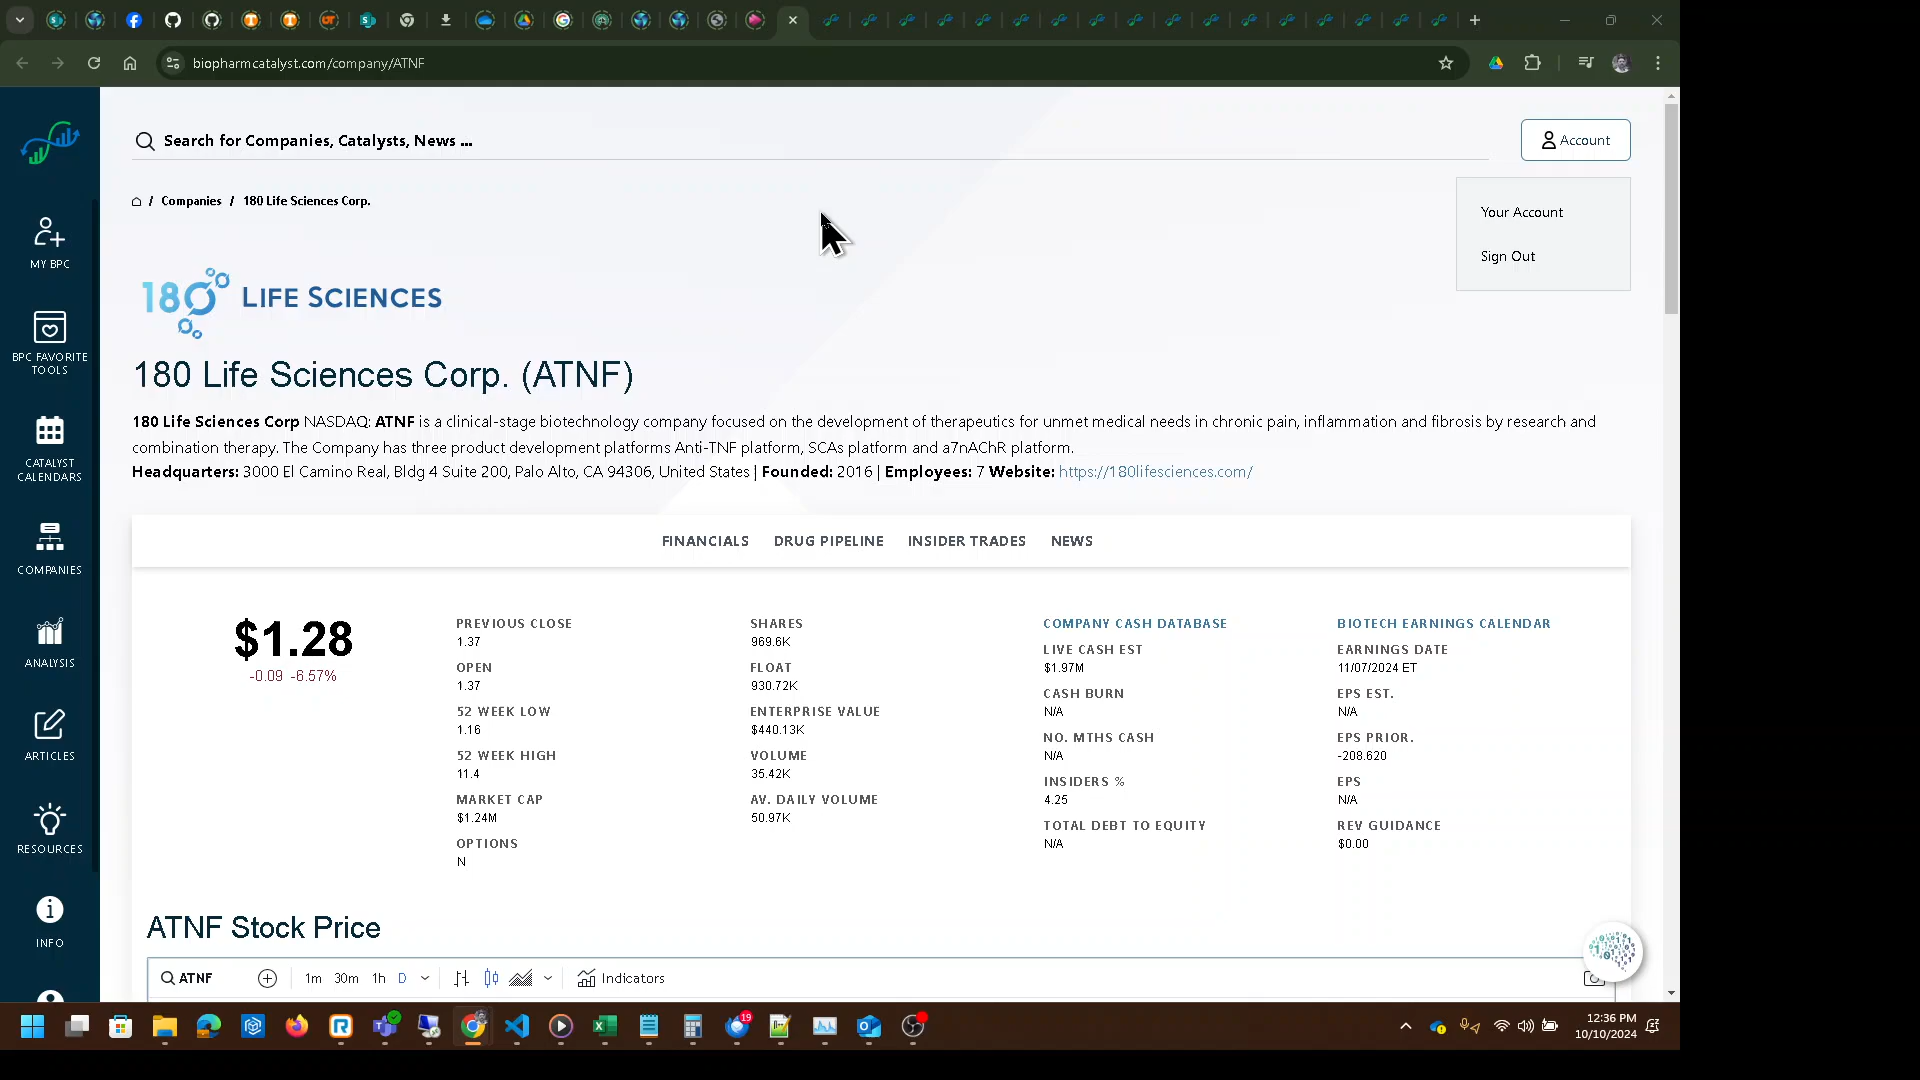 biopharmcatalyst.com/company/ATNF
Search for Companies, Catalysts, News ...
Account
/ Companies / 180 Life Sciences Corp.
Your Account
Sign Out
MY BPC
BPC FAVORITE
TOOLS
CATALYST
CALENDARS
COMPANIES
ANALYSIS
ARTICLES
RESOURCES
INFO
180 LIFE SCIENCES
180 Life Sciences Corp. (ATNF)
180 Life Sciences Corp NASDAQ: ATNF is a clinical-stage biotechnology company focused on the development of therapeutics for unmet medical needs in chronic pain, inflammation and fibrosis by research and
combination therapy. The Company has three product development platforms Anti-TNF platform, SCAs platform and a7nAChR platform.
Headquarters: 3000 El Camino Real, Bldg 4 Suite 200, Palo Alto, CA 94306, United States | Founded: 2016 | Employees: 7 Website: https://180lifesciences.com/
FINANCIALS DRUG PIPELINE INSIDER TRADES NEWS
$1.28
-0.09 -6.57%
PREVIOUS CLOSE
1.37
OPEN
1.37
52 WEEK LOW
1.16
52 WEEK HIGH
11.4
MARKET CAP
$1.24M
OPTIONS
N
SHARES
969.6K
FLOAT
930.72K
ENTERPRISE VALUE
$440.13K
VOLUME
35.42K
AV. DAILY VOLUME
50.97K
COMPANY CASH DATABASE
LIVE CASH EST
$1.97M
CASH BURN
N/A
NO. MTHS CASH
N/A
INSIDERS %
4.25
TOTAL DEBT TO EQUITY
N/A
BIOTECH EARNINGS CALENDAR
EARNINGS DATE
11/07/2024 ET
EPS EST.
N/A
EPS PRIOR.
-208.620
EPS
N/A
REV GUIDANCE
$0.00
ATNF Stock Price
ATNF 1m 30m 1h D Indicators
19
12:36 PM
10/10/2024